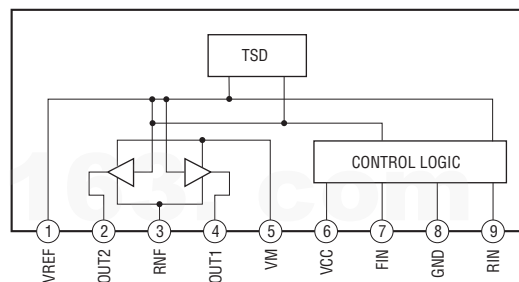 TSD
CONTROL LOGIC
1 2 3 4 5 6 7 8 9
VREF OUT2 RNF OUT1 VM VCC FIN GND RIN